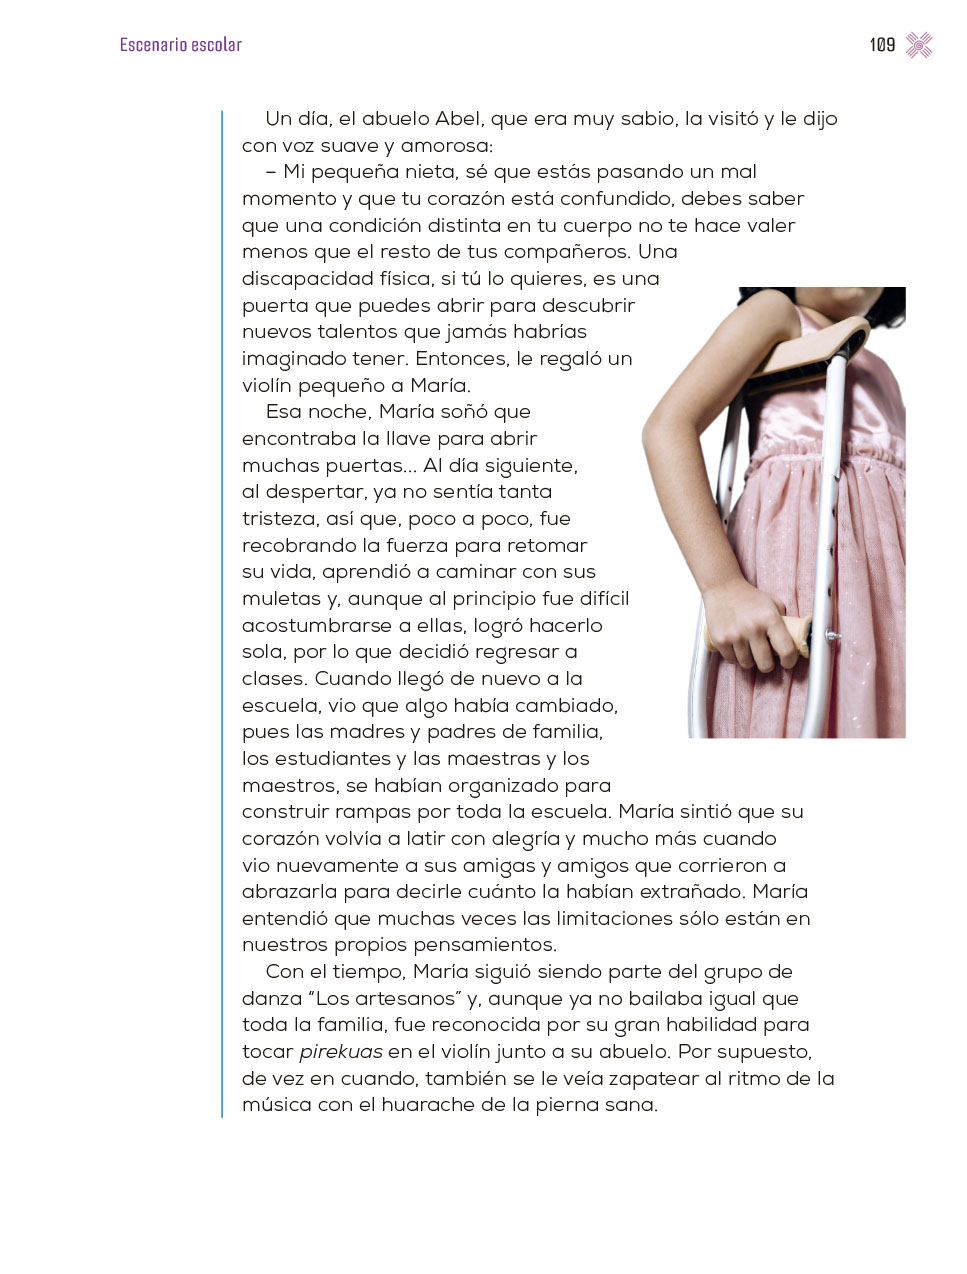 Escenario escolar
109
Un día, el abuelo Abel, que era muy sabio, la visitó y le dijo
con voz suave y amorosa:
– Mi pequeña nieta, sé que estás pasando un mal
momento y que tu corazón está confundido, debes saber
que una condición distinta en tu cuerpo no te hace valer
menos que el resto de tus compañeros. Una
discapacidad física, si tú lo quieres, es una
puerta que puedes abrir para descubrir
nuevos talentos que jamás habrías
imaginado tener. Entonces, le regaló un
violín pequeño a María.
Esa noche, María soñó que
encontraba la llave para abrir
muchas puertas... Al día siguiente,
al despertar, ya no sentía tanta
tristeza, así que, poco a poco, fue
recobrando la fuerza para retomar
su vida, aprendió a caminar con sus
muletas y, aunque al principio fue difícil
acostumbrarse a ellas, logró hacerlo
sola, por lo que decidió regresar a
clases. Cuando llegó de nuevo a la
escuela, vio que algo había cambiado,
pues las madres y padres de familia,
los estudiantes y las maestras y los
maestros, se habían organizado para
construir rampas por toda la escuela. María sintió que su
corazón volvía a latir con alegría y mucho más cuando
vio nuevamente a sus amigas y amigos que corrieron a
abrazarla para decirle cuánto la habían extrañado. María
entendió que muchas veces las limitaciones sólo están en
nuestros propios pensamientos.
Con el tiempo, María siguió siendo parte del grupo de
danza “Los artesanos” y, aunque ya no bailaba igual que
toda la familia, fue reconocida por su gran habilidad para
tocar pirekuas en el violín junto a su abuelo. Por supuesto,
de vez en cuando, también se le veía zapatear al ritmo de la
música con el huarache de la pierna sana.